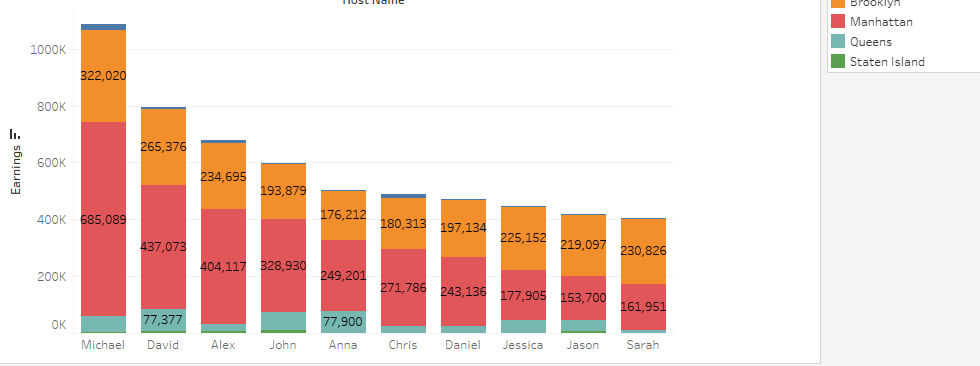 Host Name
Brooklyn
Manhattan
Queens
Staten Island
Earnings
1000K
800K
600K
400K
200K
0K
322,020
685,089
265,376
437,073
77,377
234,695
404,117
193,879
328,930
176,212
249,201
77,900
180,313
271,786
197,134
243,136
225,152
177,905
219,097
153,700
230,826
161,951
Michael
David
Alex
John
Anna
Chris
Daniel
Jessica
Jason
Sarah